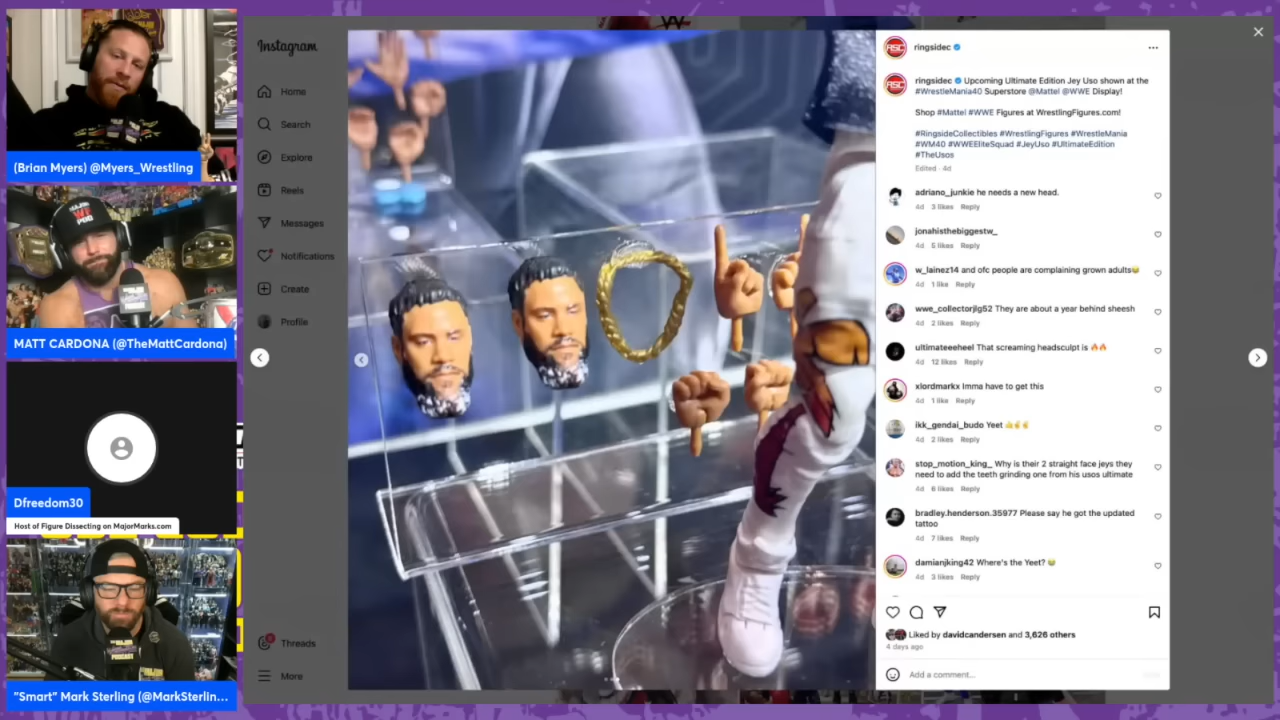 (Brian Myers) @Myers_Wrestling
MATT CARDONA (@TheMattCardona)
Dfreedom30
Host of Figure Dissecting on MajorMarks.com
"Smart" Mark Sterling (@MarkSterlin...
Instagram
Home
Search
Explore
Reels
Messages
Notifications
Create
Profile
Threads
More
ringsidec
ringsidec Upcoming Ultimate Edition Jey Uso shown at the
#WrestleMania40 Superstore @Mattel @WWE Display!
Shop #Mattel #WWE Figures at WrestlingFigures.com!
#RingsideCollectibles #WrestlingFigures #WrestleMania
#WM40 #WWEEliteSquad #JeyUso #UltimateEdition
#TheUsos
Edited · 4d
adriano_junkie he needs a new head.
4d 3 likes Reply
jonahisthebiggestw_
4d 5 likes Reply
w_lainez14 and ofc people are complaining grown adults😂
4d 1 like Reply
wwe_collectorjlg52 They are about a year behind sheesh
4d 2 likes Reply
ultimateeeheel That screaming headsculpt is 🔥🔥
4d 12 likes Reply
xlordmarkx Imma have to get this
4d 1 like Reply
ikk_gendai_budo Yeet
4d 2 likes Reply
stop_motion_king_ Why is their 2 straight face jeys they
need to add the teeth grinding one from his usos ultimate
4d 6 likes Reply
bradley.henderson.35977 Please say he got the updated
tattoo
4d 7 likes Reply
damianjking42 Where's the Yeet? 😂
4d 3 likes Reply
Liked by davidcandersen and 3,626 others
4 days ago
Add a comment...